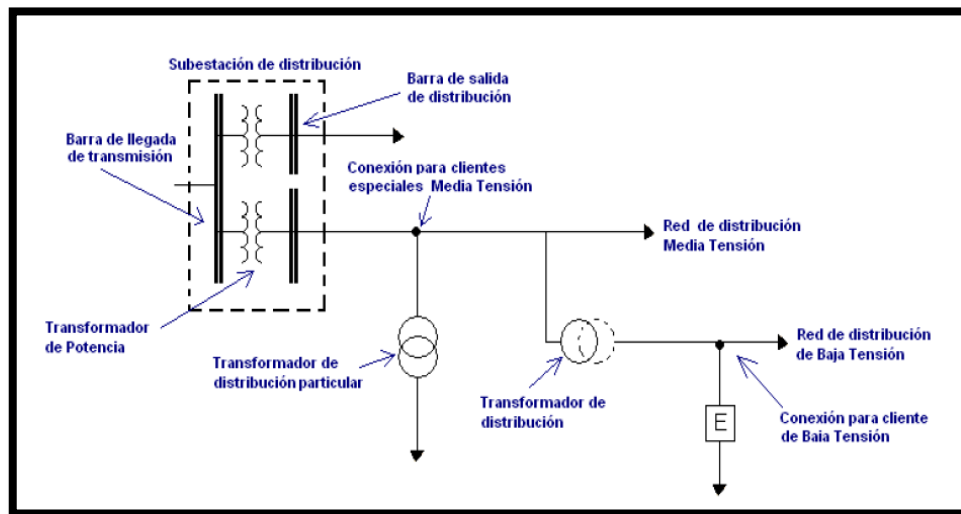 Subestación de distribución
Barra de salida
de distribución
Barra de llegada
de transmisión
Conexión para clientes
especiales Media Tensión
Red de distribución
Media Tensión
Transformador
de Potencia
Transformador de
distribución particular
Transformador de
distribución
Red de distribución
de Baja Tensión
E
Conexión para cliente
de Baia Tensión